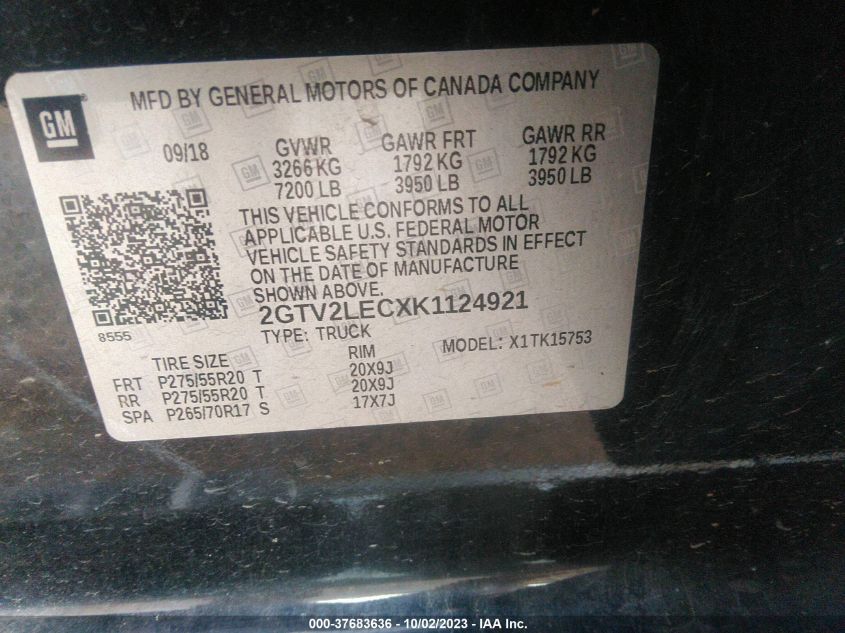 MFD BY GENERAL MOTORS OF CANADA COMPANY
GM
09/18 GVWR GAWR FRT GAWR RR
3266 KG 1792 KG 1792 KG
7200 LB 3950 LB 3950 LB
THIS VEHICLE CONFORMS TO ALL
APPLICABLE U.S. FEDERAL MOTOR
VEHICLE SAFETY STANDARDS IN EFFECT
ON THE DATE OF MANUFACTURE
SHOWN ABOVE.
8555
2GTV2LECXK1124921
TYPE: TRUCK MODEL: X1TK15753
TIRE SIZE RIM
FRT P275/55R20 T 20X9J
RR P275/55R20 T 20X9J
SPA P265/70R17 S 17X7J
000-37683636 - 10/02/2023 - IAA Inc.